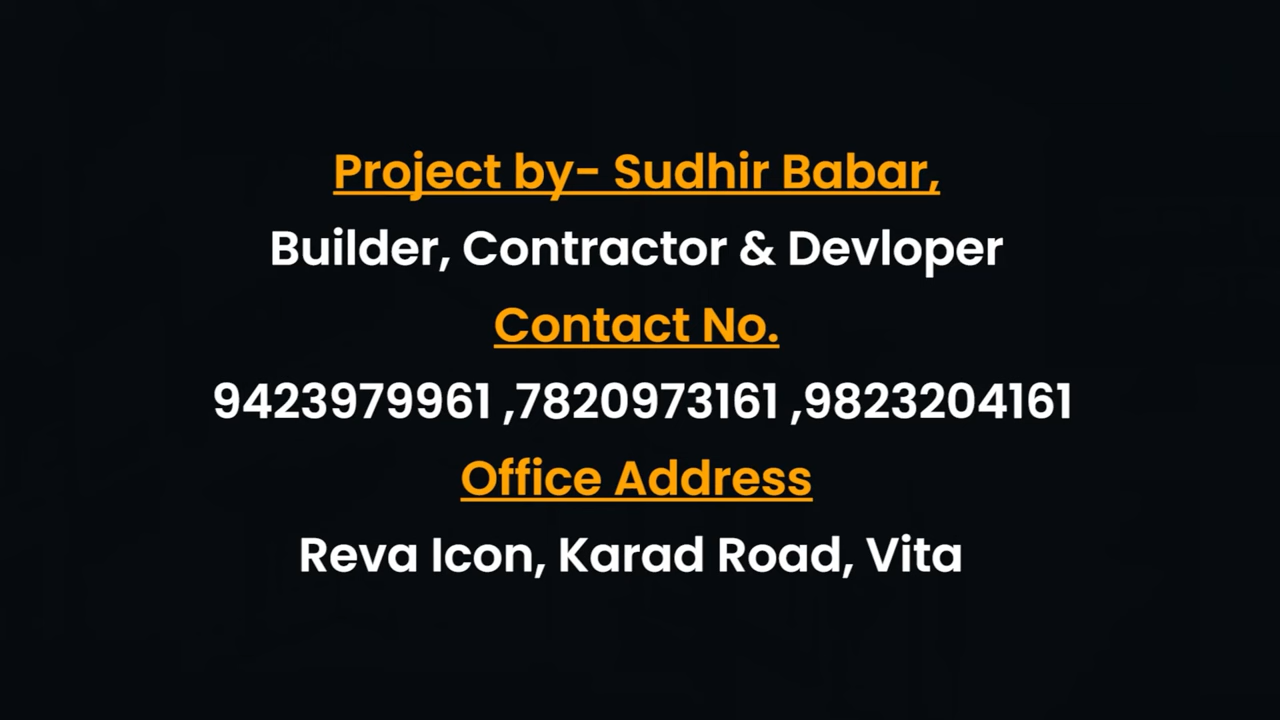 Project by- Sudhir Babar,
Builder, Contractor & Devloper
Contact No.
9423979961 ,7820973161 ,9823204161
Office Address
Reva Icon, Karad Road, Vita